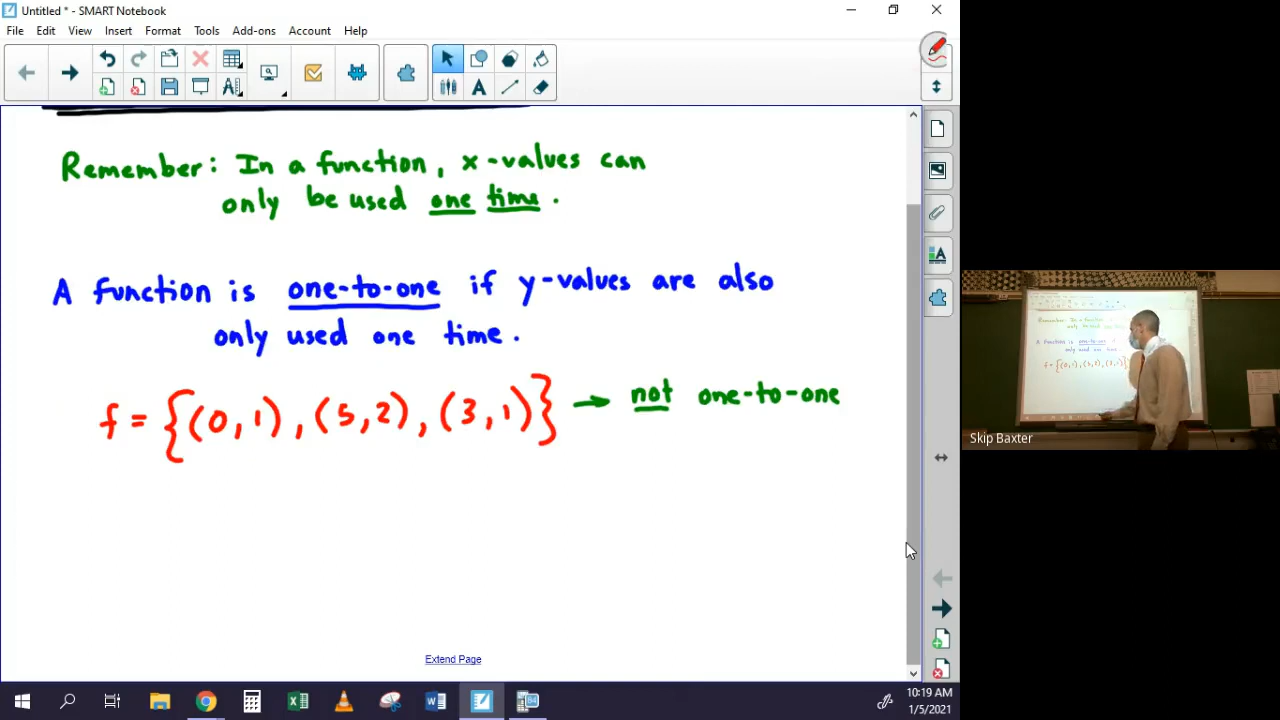 Untitled * - SMART Notebook
File Edit View Insert Format Tools Add-ons Account Help
Remember: In a function, x-values can
only be used one time.
A function is one-to-one if y-values are also
only used one time.
f = {(0,1), (5,2), (3,1)} → not one-to-one
Extend Page
Skip Baxter
10:19 AM
1/5/2021